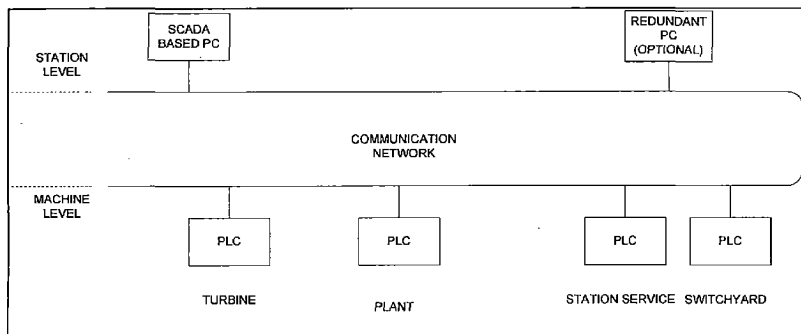 SCADA
BASED PC
REDUNDANT
PC
(OPTIONAL)
STATION
LEVEL
COMMUNICATION
NETWORK
MACHINE
LEVEL
PLC
PLC
PLC
PLC
TURBINE
PLANT
STATION SERVICE
SWITCHYARD